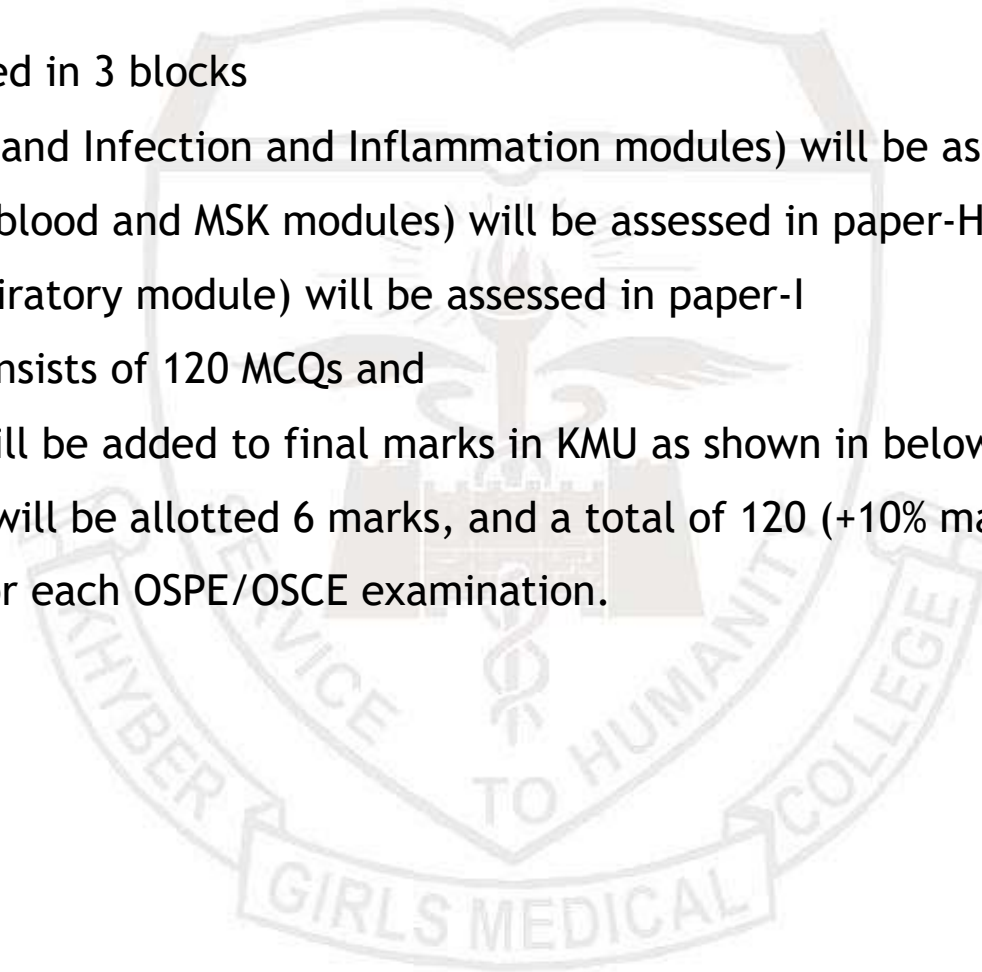 ed in 3 blocks
and Infection and Inflammation modules) will be as
blood and MSK modules) will be assessed in paper-H
iratory module) will be assessed in paper-I
nsists of 120 MCQs and
ill be added to final marks in KMU as shown in below
will be allotted 6 marks, and a total of 120 (+10% ma
or each OSPE/OSCE examination.
SERVICE TO HUMANITY
KHYBER GIRLS MEDICAL COLLEGE